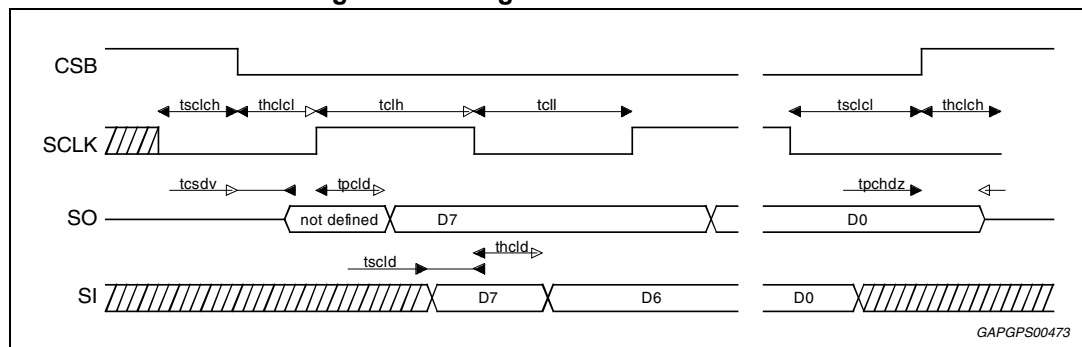 CSB
tsclch thclcl tclh tcll tsclcl thclch
SCLK
tcsdv tpcld tpchdz
SO not defined D7 D0
thcld
tscld
SI D7 D6 D0
GAPGPS00473